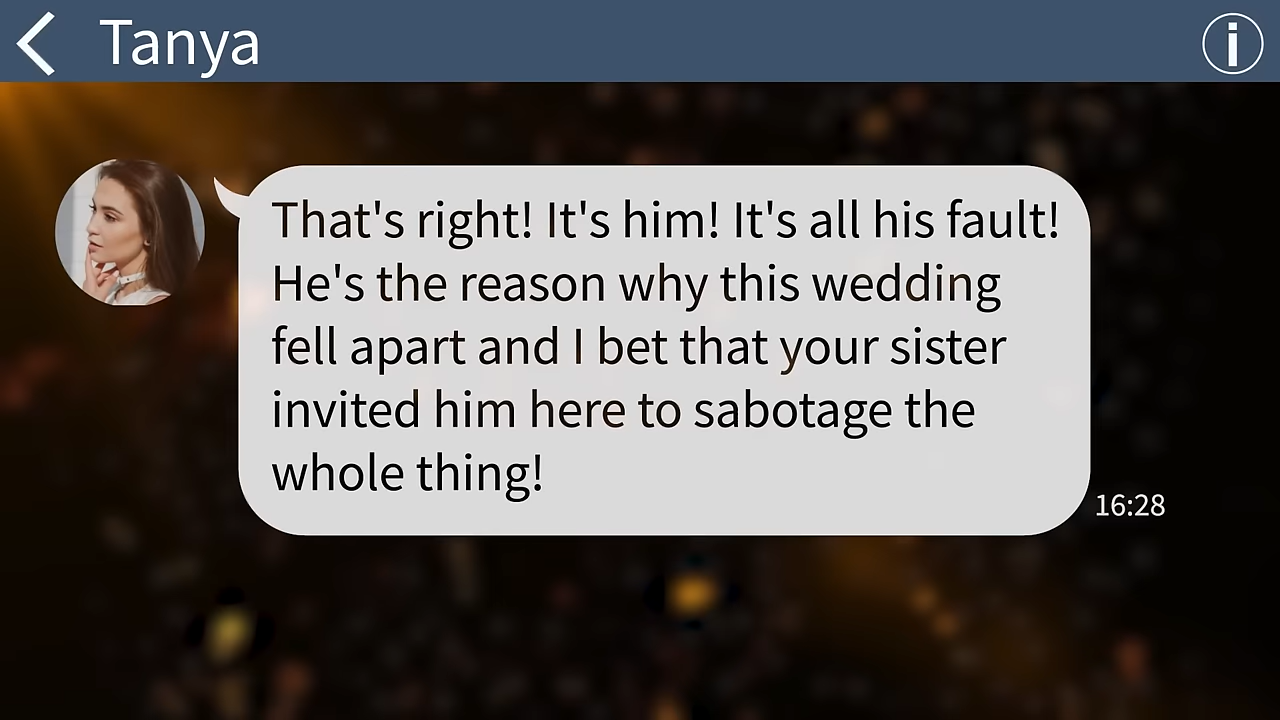 Tanya
That's right! It's him! It's all his fault!
He's the reason why this wedding
fell apart and I bet that your sister
invited him here to sabotage the
whole thing!
16:28